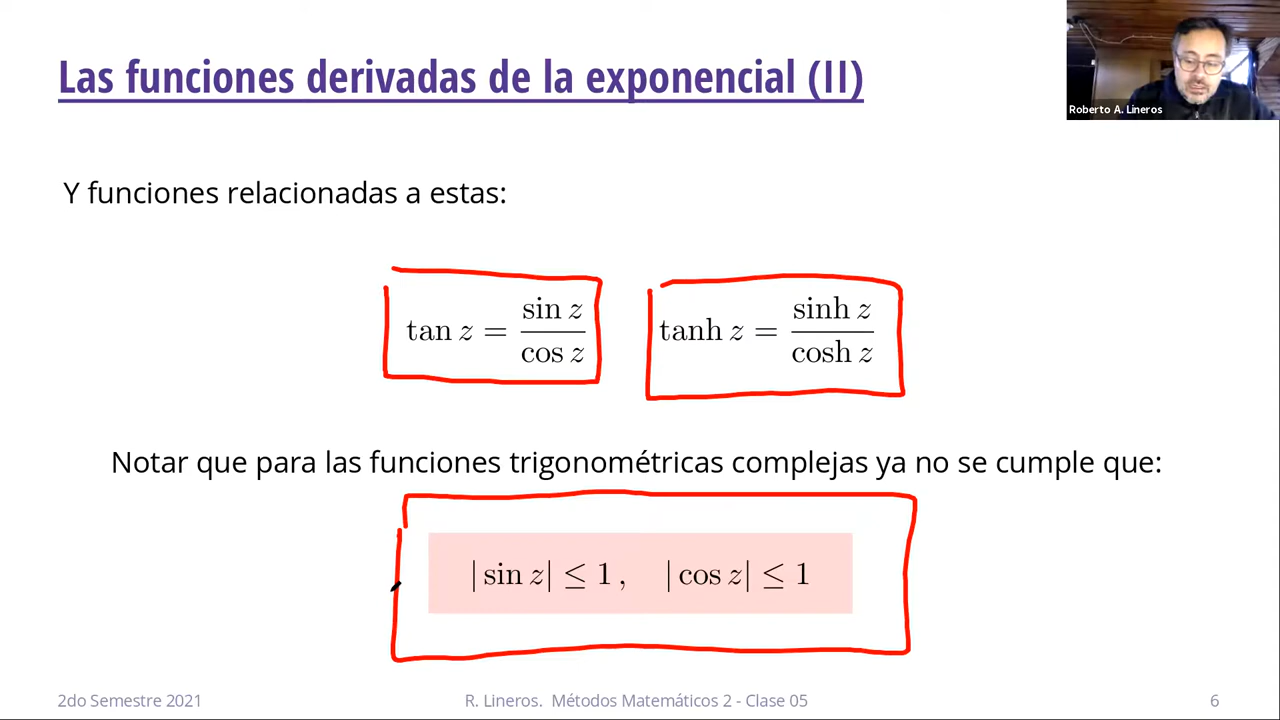 Las funciones derivadas de la exponencial (II)
Roberto A. Lineros
Y funciones relacionadas a estas:
tan z = sin z / cos z    tanh z = sinh z / cosh z
Notar que para las funciones trigonométricas complejas ya no se cumple que:
| sin z| ≤ 1 ,    | cos z| ≤ 1
2do Semestre 2021    R. Lineros.  Métodos Matemáticos 2 - Clase 05    6